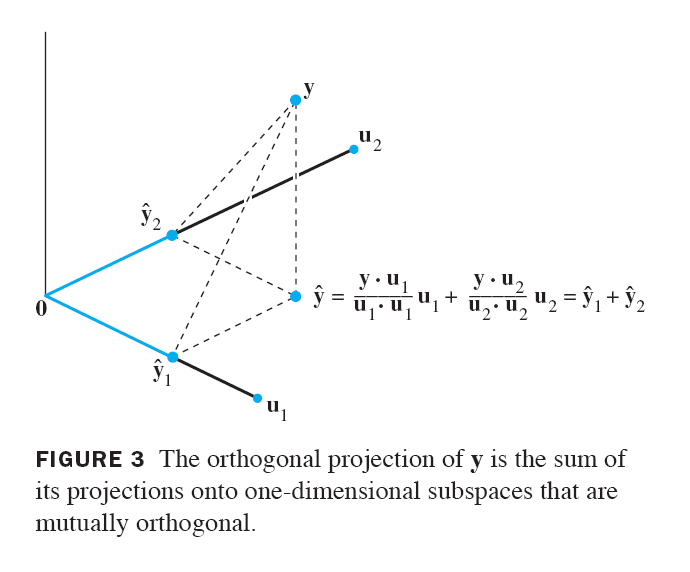 y
u₂
ŷ₂
ŷ = y · u₁ / u₁ · u₁ u₁ + y · u₂ / u₂ · u₂ u₂ = ŷ₁ + ŷ₂
0
ŷ₁
u₁
FIGURE 3 The orthogonal projection of y is the sum of
its projections onto one-dimensional subspaces that are
mutually orthogonal.